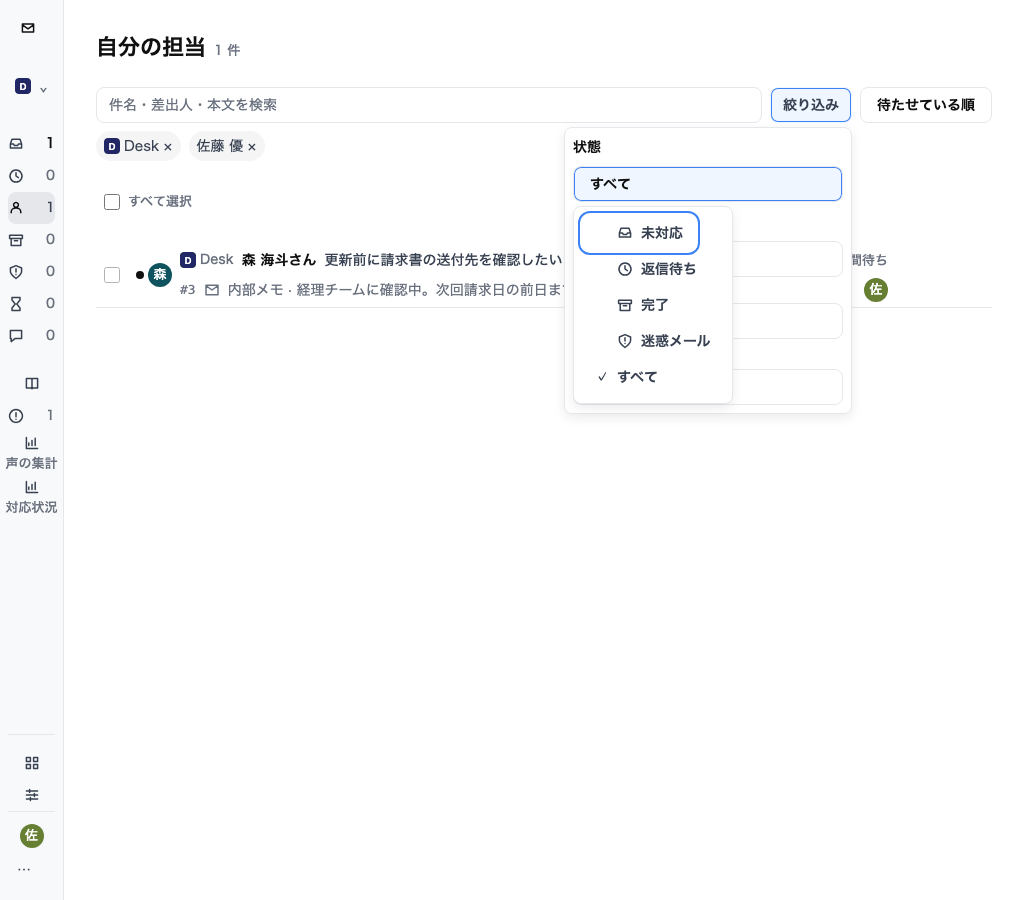 自分の担当 1 件
D
件名・差出人・本文を検索
絞り込み
待たせている順
D Desk ×
佐藤 優 ×
状態
すべて
1
0
1
0
0
0
0
1
声の集計
対応状況
佐
…
すべて選択
森
D Desk 森 海斗さん 更新前に請求書の送付先を確認したい
間待ち
#3 内部メモ · 経理チームに確認中。次回請求日の前日ま
佐
未対応
返信待ち
完了
迷惑メール
✓ すべて